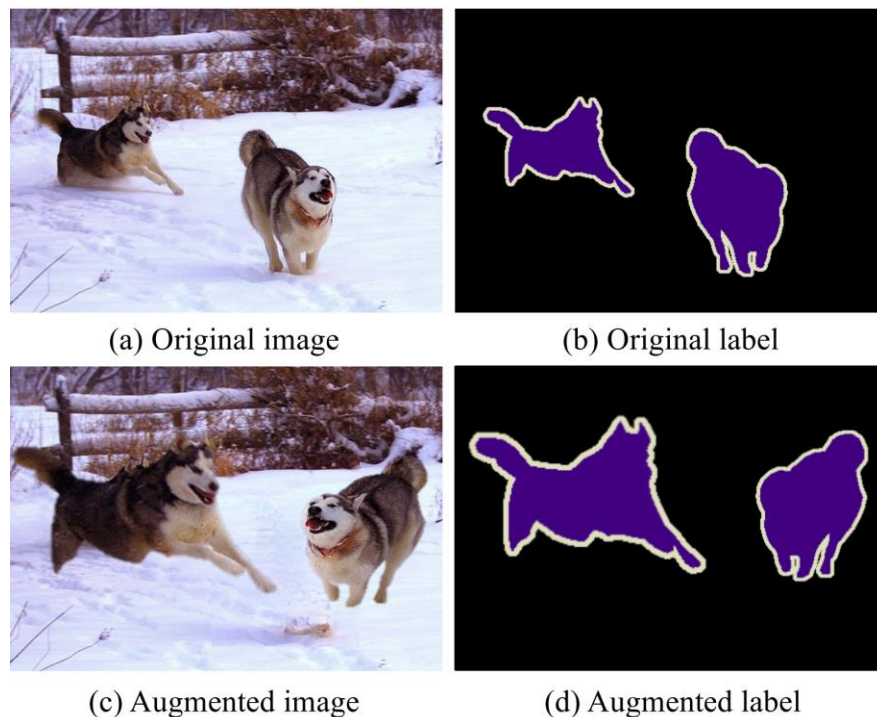 (a) Original image
(b) Original label
(c) Augmented image
(d) Augmented label